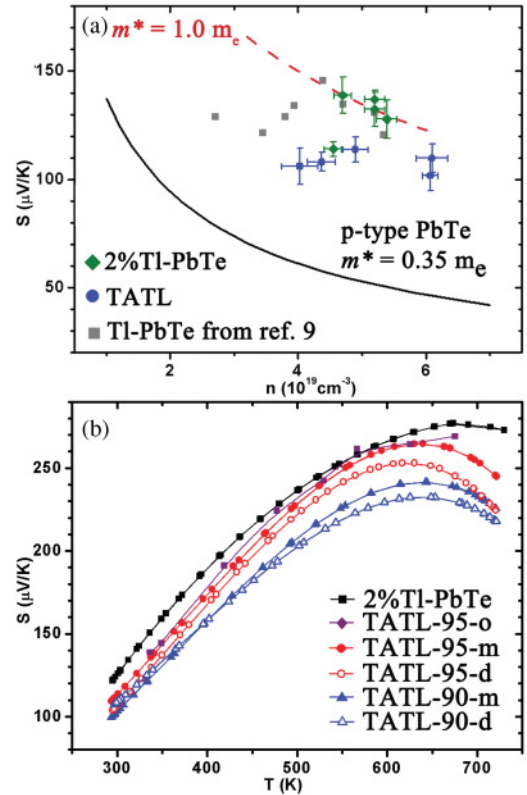 (a)
m* = 1.0 mₑ
150
100
50
S (μV/K)
p-type PbTe
m* = 0.35 mₑ
2%Tl-PbTe
TATL
Tl-PbTe from ref. 9
2
4
6
n (10¹⁹cm⁻³)
(b)
250
200
150
100
S (μV/K)
2%Tl-PbTe
TATL-95-o
TATL-95-m
TATL-95-d
TATL-90-m
TATL-90-d
300
400
500
600
700
T (K)